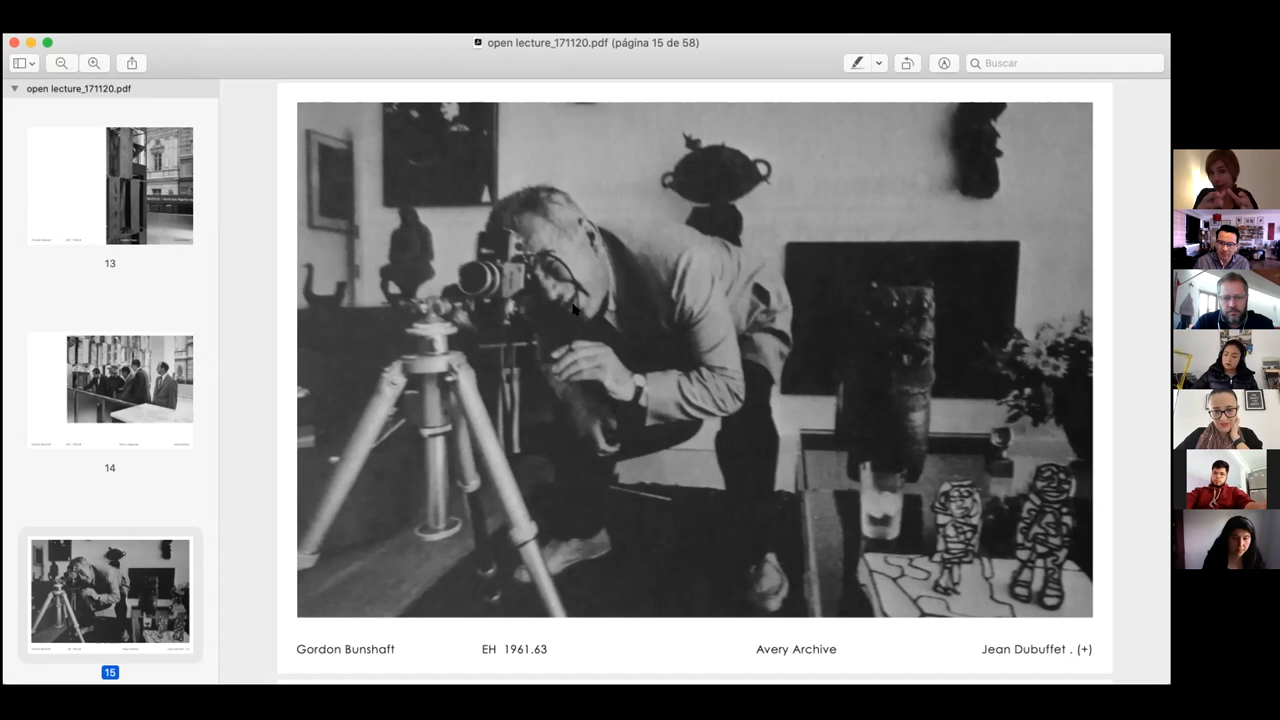 open lecture_171120.pdf (página 15 de 58)
Buscar
open lecture_171120.pdf
13
14
15
Gordon Bunshaft EH 1961.63 Avery Archive Jean Dubuffet . (+)